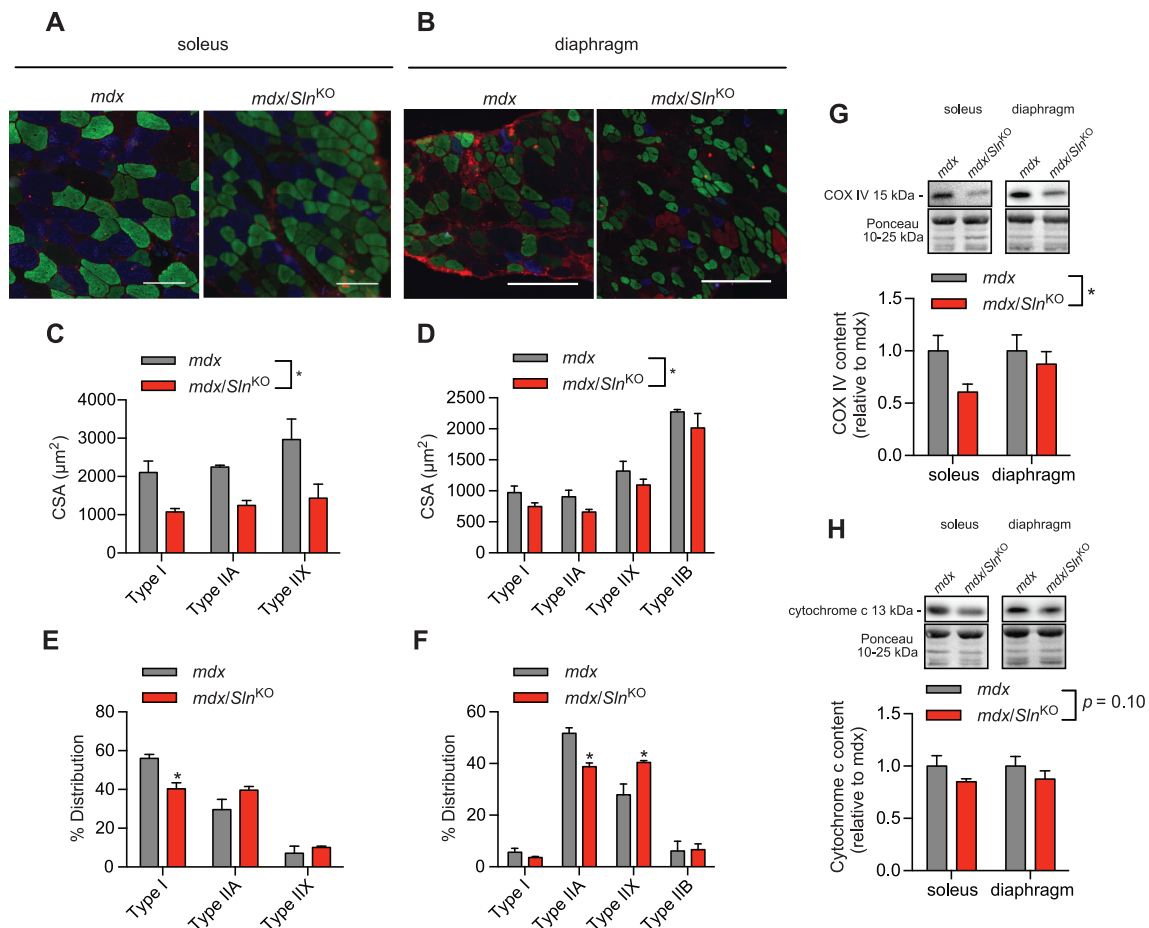 A
soleus
mdx
mdx/SlnKO
B
diaphragm
mdx
mdx/SlnKO
C
mdx
mdx/SlnKO
*
CSA (µm2)
4000
3000
2000
1000
0
Type I
Type IIA
Type IIX
D
mdx
mdx/SlnKO
*
CSA (µm2)
2500
2000
1500
1000
500
0
Type I
Type IIA
Type IIX
Type IIB
E
mdx
mdx/SlnKO
% Distribution
80
60
40
20
0
*
Type I
Type IIA
Type IIX
F
mdx
mdx/SlnKO
% Distribution
60
40
20
0
*
*
Type I
Type IIA
Type IIX
Type IIB
G
soleus
diaphragm
mdx
mdx/SlnKO
mdx
mdx/SlnKO
COX IV 15 kDa -
Ponceau
10-25 kDa
mdx
mdx/SlnKO
*
COX IV content
(relative to mdx)
1.5
1.0
0.5
0.0
soleus
diaphragm
H
soleus
diaphragm
mdx
mdx/SlnKO
mdx
mdx/SlnKO
cytochrome c 13 kDa -
Ponceau
10-25 kDa
mdx
mdx/SlnKO
p = 0.10
Cytochrome c content
(relative to mdx)
1.5
1.0
0.5
0.0
soleus
diaphragm